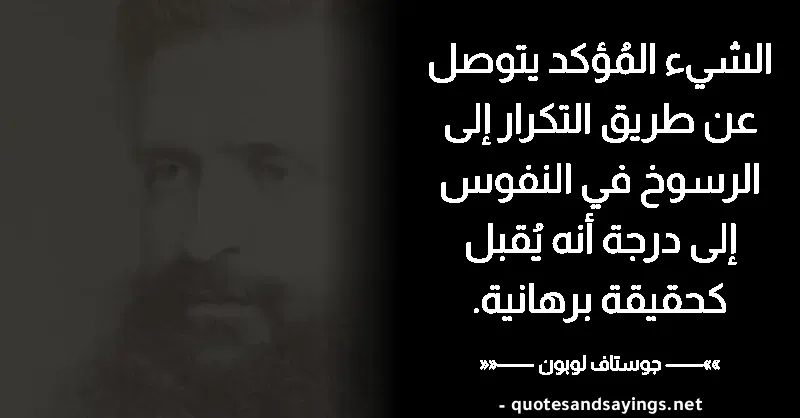 الشيء المُؤكد يتوصل
عن طريق التكرار إلى
الرسوخ في النفوس
إلى درجة أنه يُقبل
كحقيقة برهانية.
»»—— جوستاف لوبون ——««
- quotesandsayings.net